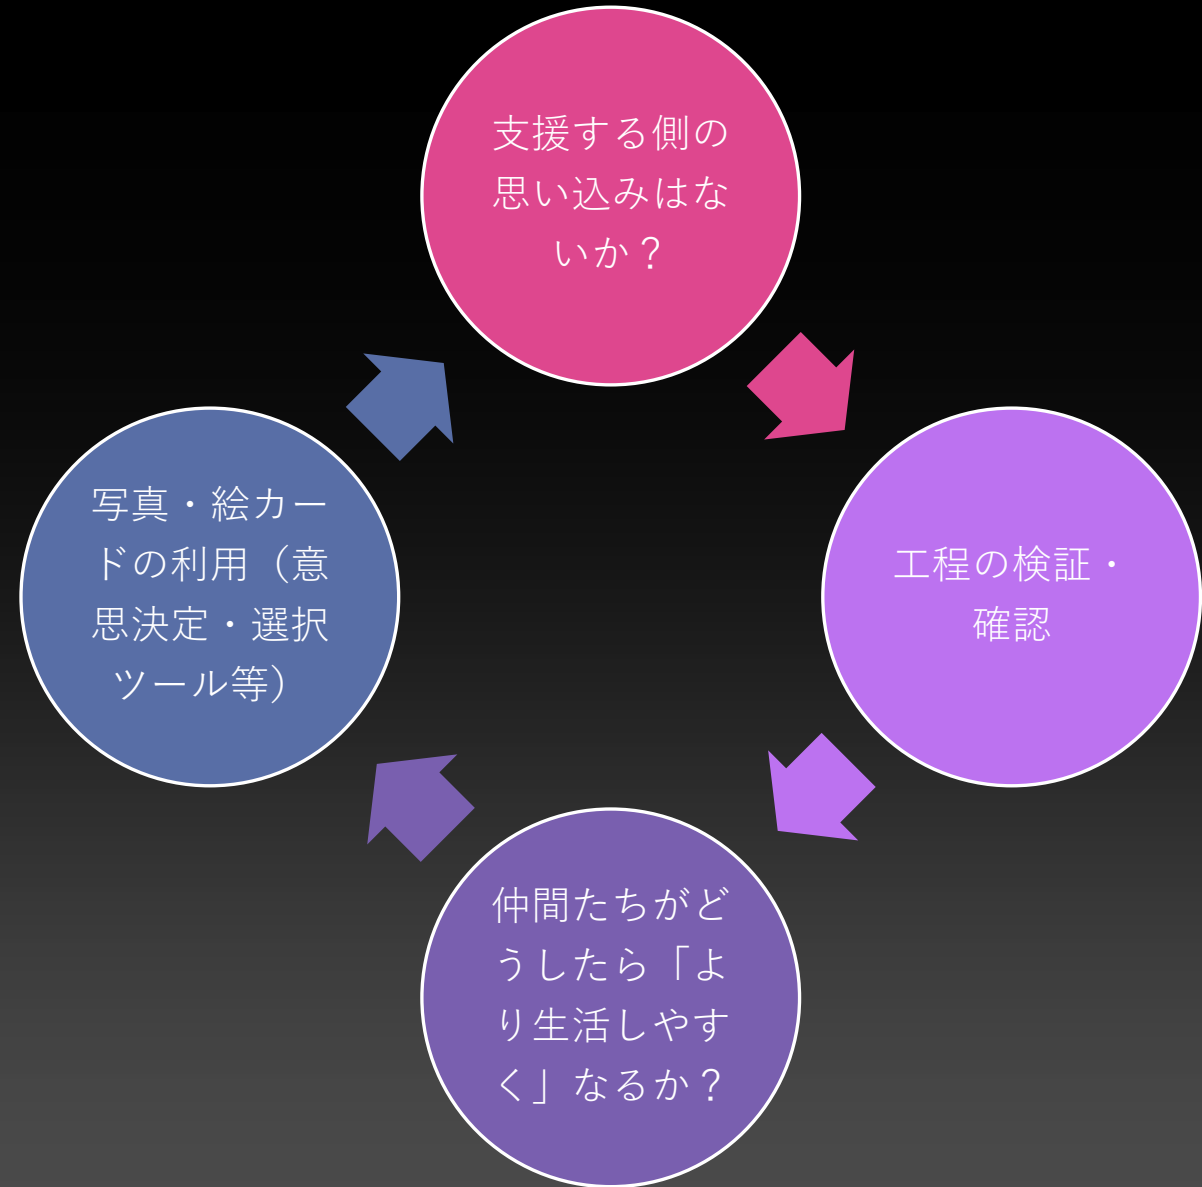 支援する側の
思い込みはな
いか？
工程の検証・
確認
仲間たちがど
うしたら「よ
り生活しやす
く」なるか？
写真・絵カー
ドの利用（意
思決定・選択
ツール等）